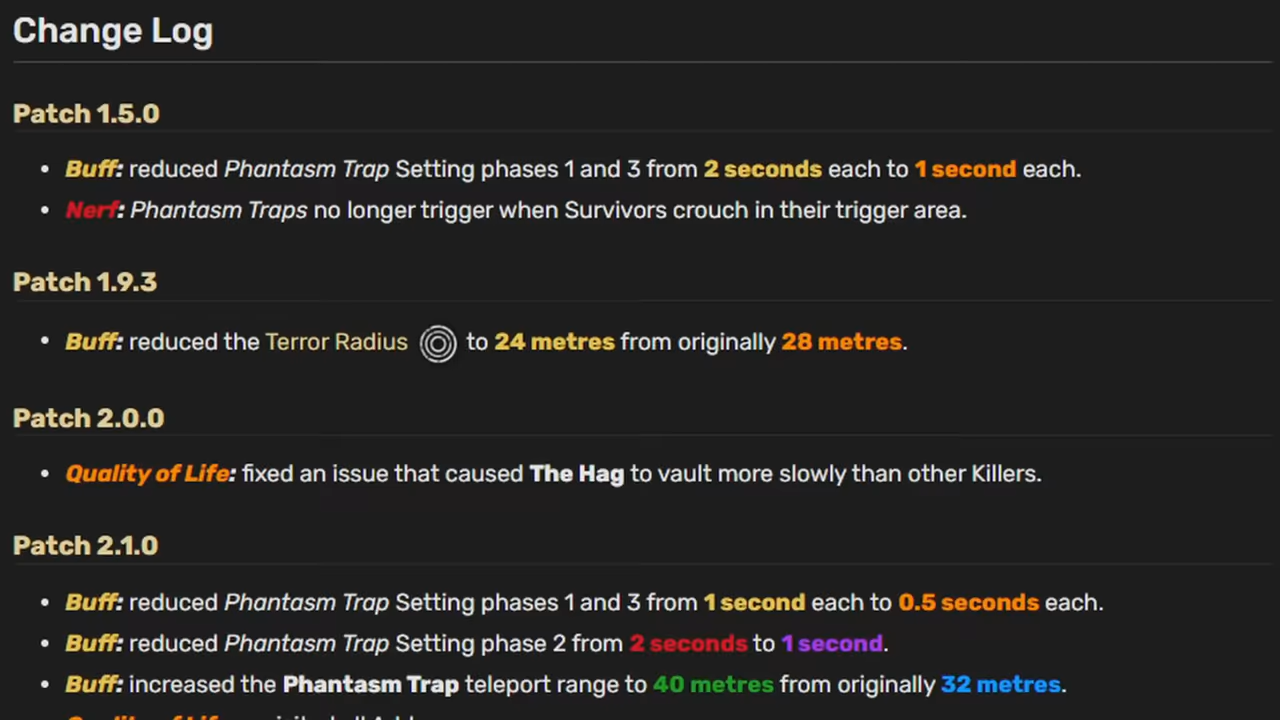 Change Log
Patch 1.5.0
Buff: reduced Phantasm Trap Setting phases 1 and 3 from 2 seconds each to 1 second each.
Nerf: Phantasm Traps no longer trigger when Survivors crouch in their trigger area.
Patch 1.9.3
Buff: reduced the Terror Radius to 24 metres from originally 28 metres.
Patch 2.0.0
Quality of Life: fixed an issue that caused The Hag to vault more slowly than other Killers.
Patch 2.1.0
Buff: reduced Phantasm Trap Setting phases 1 and 3 from 1 second each to 0.5 seconds each.
Buff: reduced Phantasm Trap Setting phase 2 from 2 seconds to 1 second.
Buff: increased the Phantasm Trap teleport range to 40 metres from originally 32 metres.
Quality of Life: